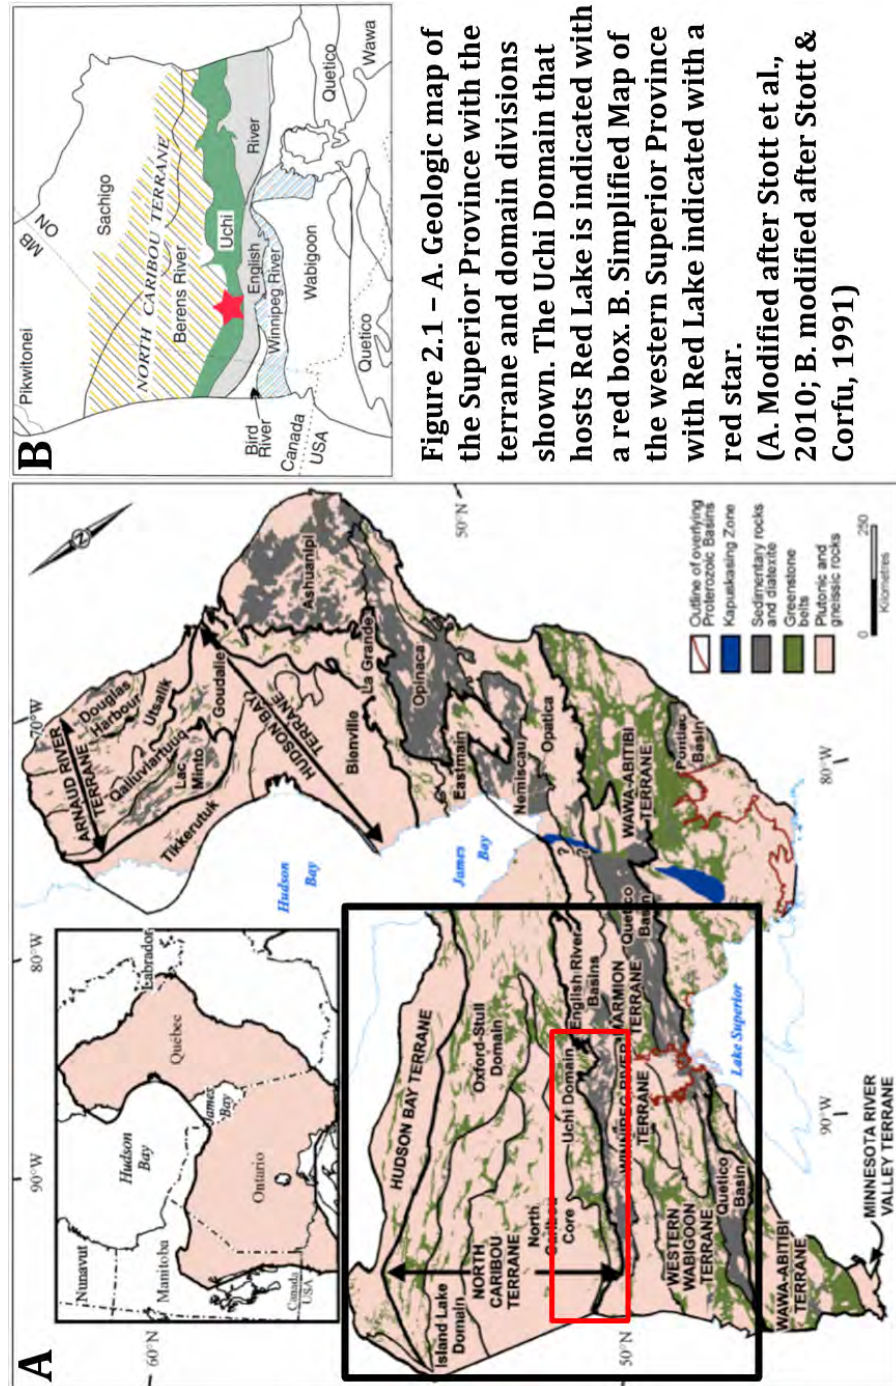 A
60°N
90°W
80°W
70°W
Nunavut
Hudson
Bay
Manitoba
James
Bay
Québec
Labrador
Ontario
Canada
USA
ARNAUD RIVER
TERRANE
Douglas
Harbour
Utsalik
Qalluviartuuq
Lac
Minto
Tikkerutuk
Goudalie
HUDSON BAY
TERRANE
Bienville
Ashuanipi
La Grande
Opinaca
Eastmain
Nemiscau
Opatica
Hudson
Bay
James
Bay
50°N
N
HUDSON BAY TERRANE
Island Lake
Domain
Oxford-Stull
Domain
NORTH
CARIBOU
TERRANE
North
Caribou
Core
Uchi Domain
English River
Basins
WINNIPEG RIVER
TERRANE
MARMION
TERRANE
WESTERN
WABIGOON
TERRANE
Quetico
Basin
Quetico
Basin
WAWA-ABITIBI
TERRANE
WAWA-ABITIBI
TERRANE
Pontiac
Basin
?
?
Lake Superior
50°N
90°W
80°W
MINNESOTA RIVER
VALLEY TERRANE
Outline of overlying
Proterozoic Basins
Kapuskasing Zone
Sedimentary rocks
and diatexite
Greenstone
belts
Plutonic and
gneissic rocks
0
250
Kilometres
B
Pikwitonei
MB
ON
Sachigo
NORTH CARIBOU TERRANE
Berens River
Uchi
English
River
Winnipeg River
Bird
River
Wabigoon
Canada
USA
Quetico
Quetico
Wawa
Figure 2.1 – A. Geologic map of
the Superior Province with the
terrane and domain divisions
shown. The Uchi Domain that
hosts Red Lake is indicated with
a red box. B. Simplified Map of
the western Superior Province
with Red Lake indicated with a
red star.
(A. Modified after Stott et al.,
2010; B. modified after Stott &
Corfu, 1991)